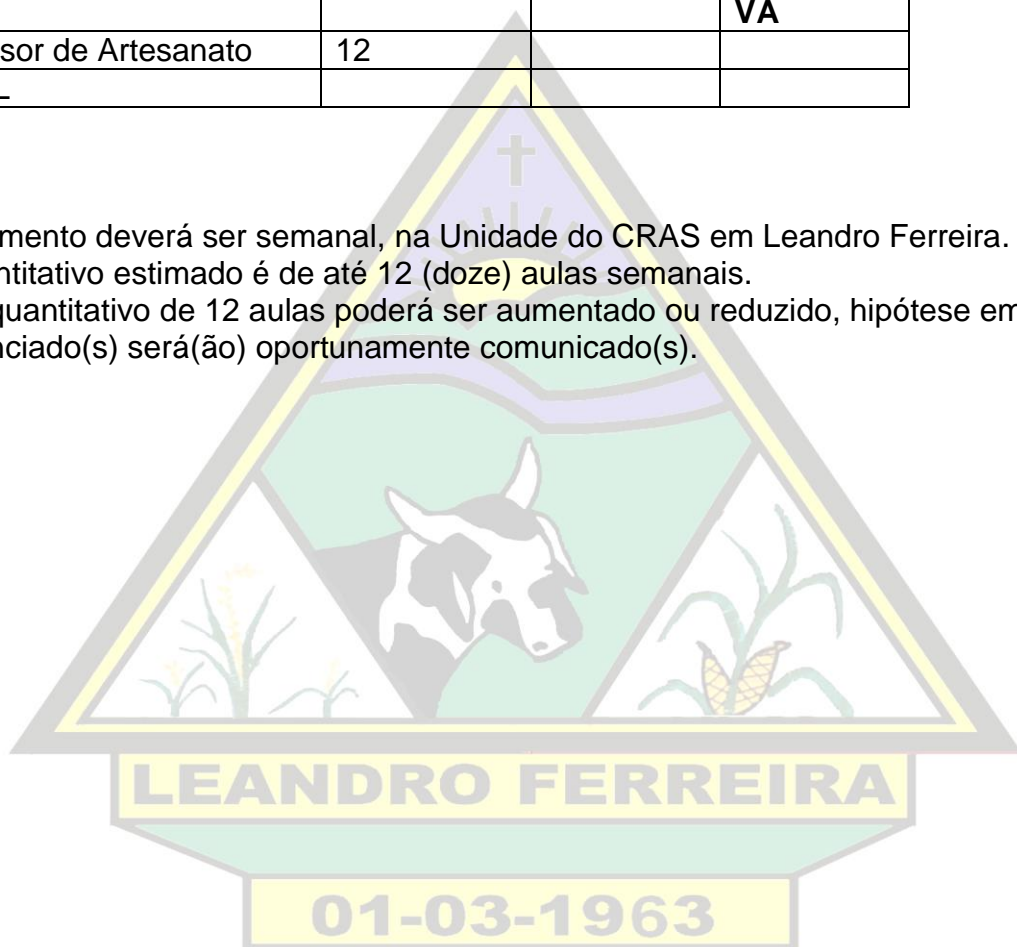 VA
sor de Artesanato 12
mento deverá ser semanal, na Unidade do CRAS em Leandro Ferreira.
ntitativo estimado é de até 12 (doze) aulas semanais.
quantitativo de 12 aulas poderá ser aumentado ou reduzido, hipótese em
nciado(s) será(ão) oportunamente comunicado(s).
LEANDRO FERREIRA
01-03-1963